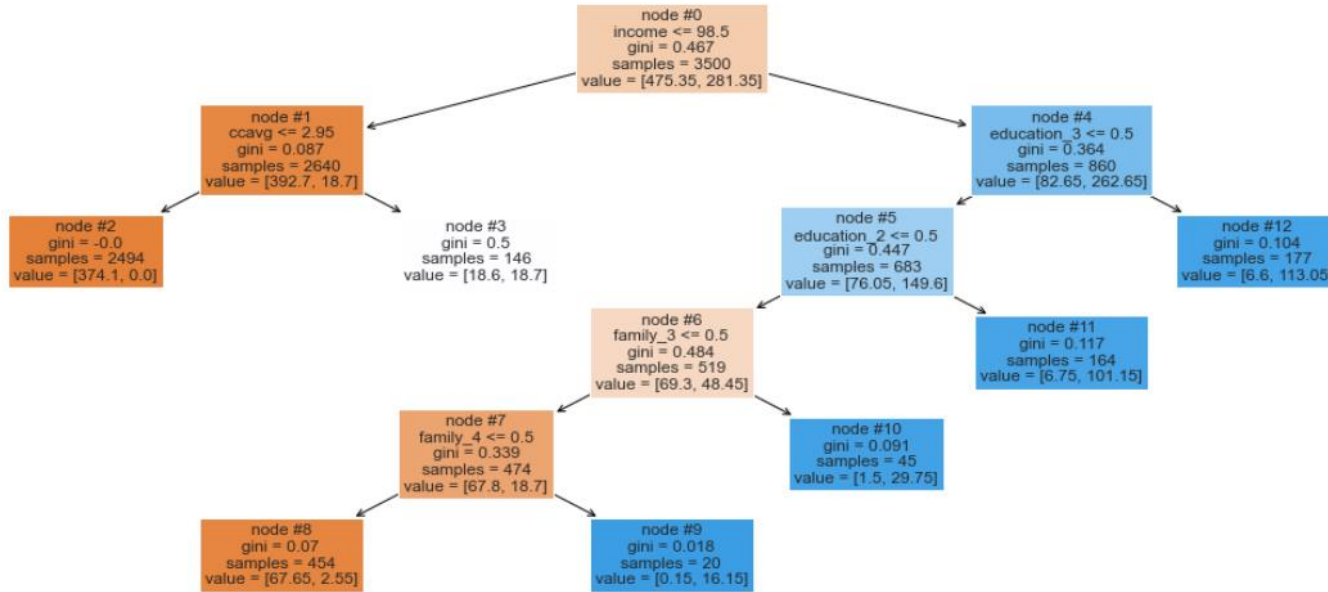 node #0
income <= 98.5
gini = 0.467
samples = 3500
value = [475.35, 281.35]
node #1
ccavg <= 2.95
gini = 0.087
samples = 2640
value = [392.7, 18.7]
node #4
education_3 <= 0.5
gini = 0.364
samples = 860
value = [82.65, 262.65]
node #2
gini = -0.0
samples = 2494
value = [374.1, 0.0]
node #3
gini = 0.5
samples = 146
value = [18.6, 18.7]
node #5
education_2 <= 0.5
gini = 0.447
samples = 683
value = [76.05, 149.6]
node #12
gini = 0.104
samples = 177
value = [6.6, 113.05]
node #6
family_3 <= 0.5
gini = 0.484
samples = 519
value = [69.3, 48.45]
node #11
gini = 0.117
samples = 164
value = [6.75, 101.15]
node #7
family_4 <= 0.5
gini = 0.339
samples = 474
value = [67.8, 18.7]
node #10
gini = 0.091
samples = 45
value = [1.5, 29.75]
node #8
gini = 0.07
samples = 454
value = [67.65, 2.55]
node #9
gini = 0.018
samples = 20
value = [0.15, 16.15]